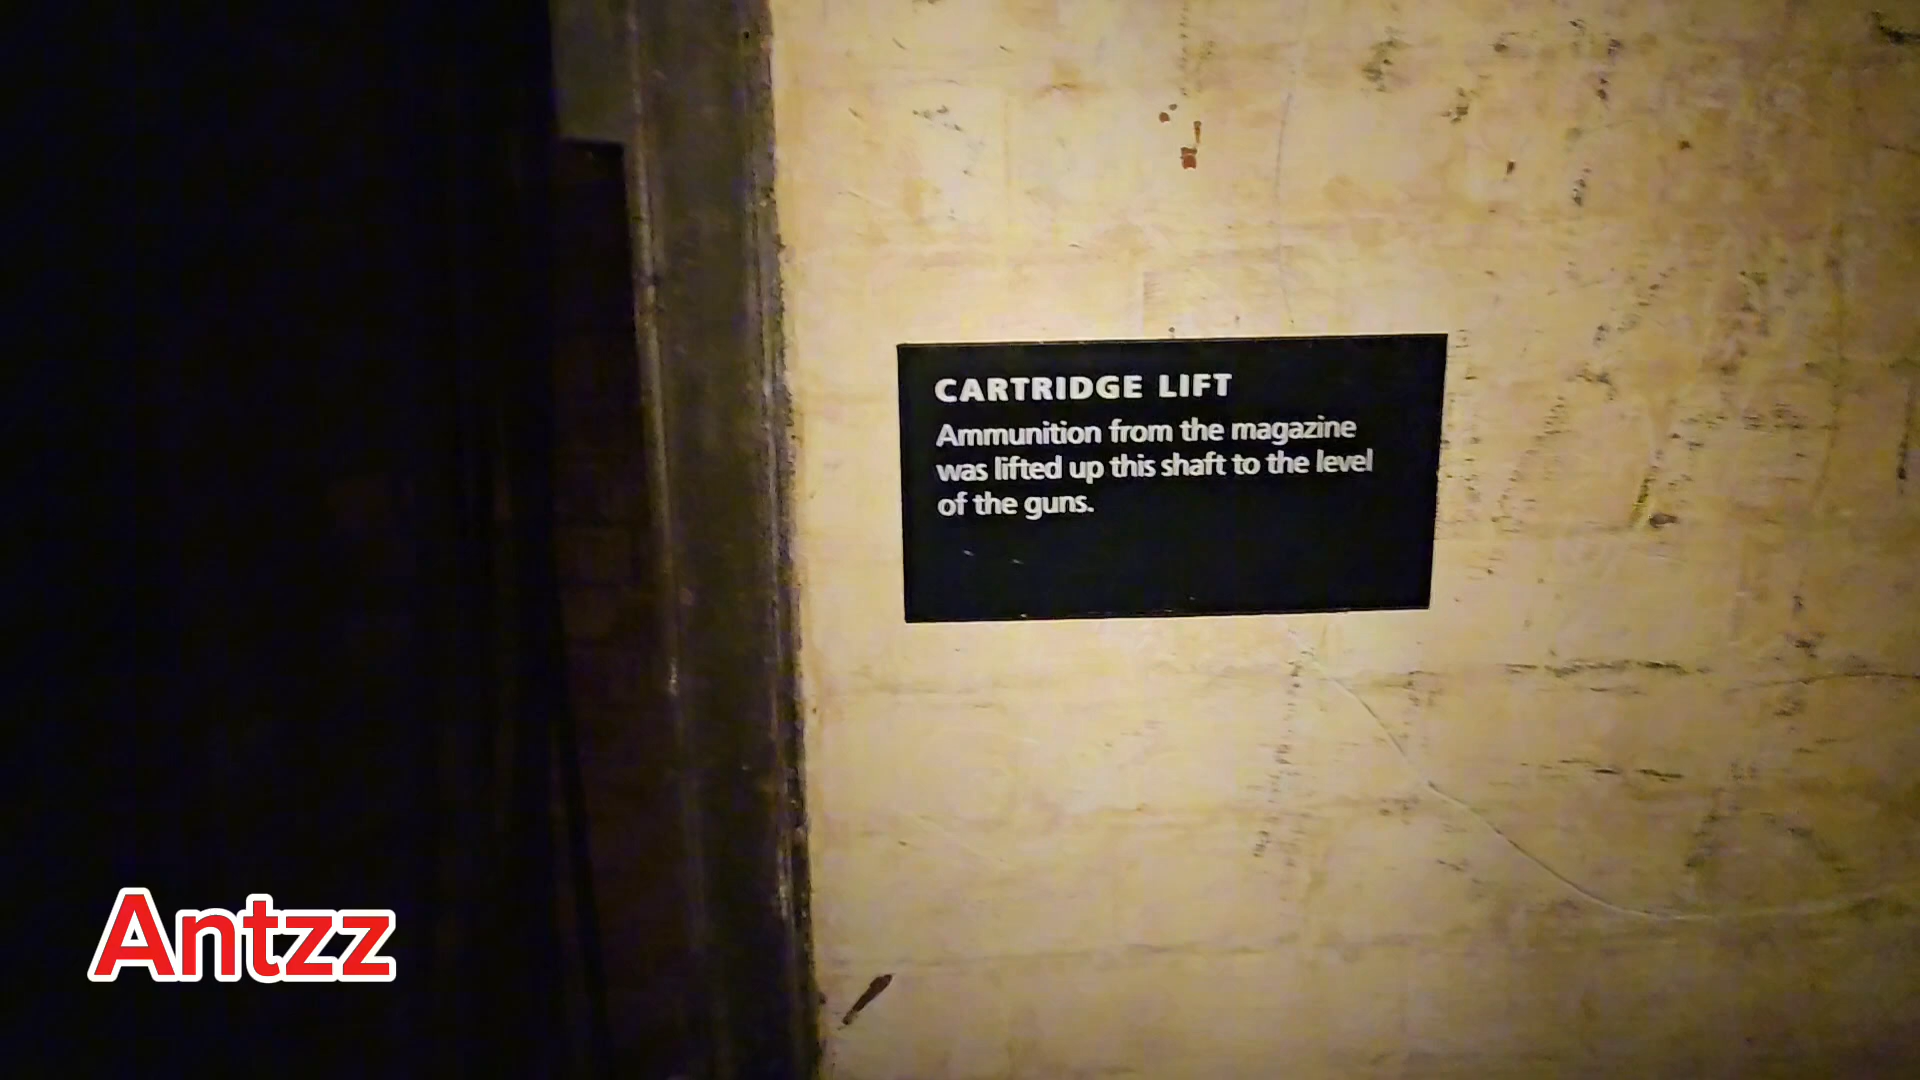 CARTRIDGE LIFT
Ammunition from the magazine
was lifted up this shaft to the level
of the guns.
Antzz